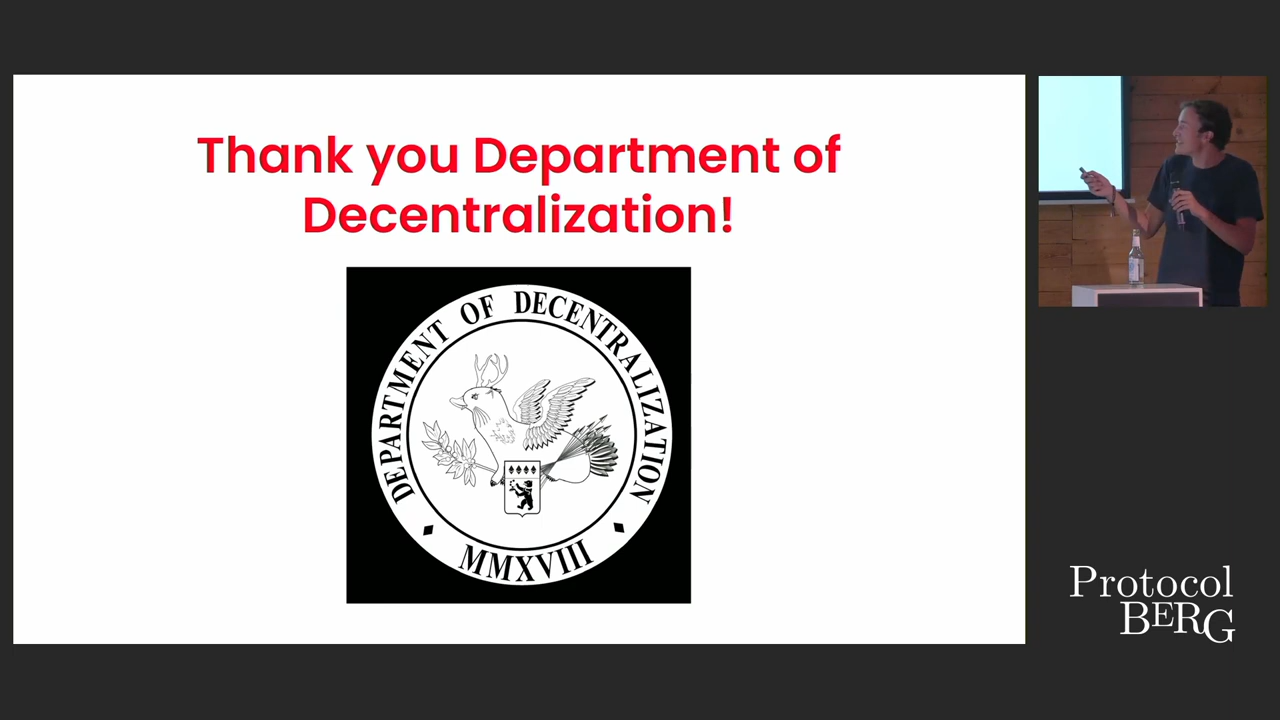 Thank you Department of
Decentralization!
DEPARTMENT OF DECENTRALIZATION
MMXVIII
Protocol
BERG